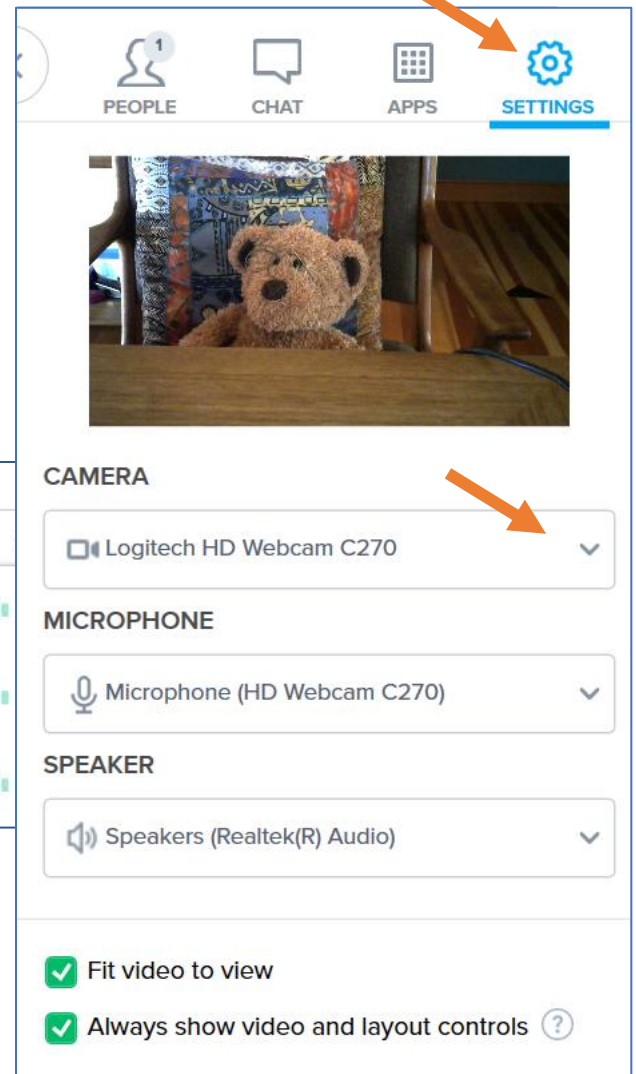 1
PEOPLE CHAT APPS SETTINGS
CAMERA
Logitech HD Webcam C270
MICROPHONE
Microphone (HD Webcam C270)
SPEAKER
Speakers (Realtek(R) Audio)
Fit video to view
Always show video and layout controls ?